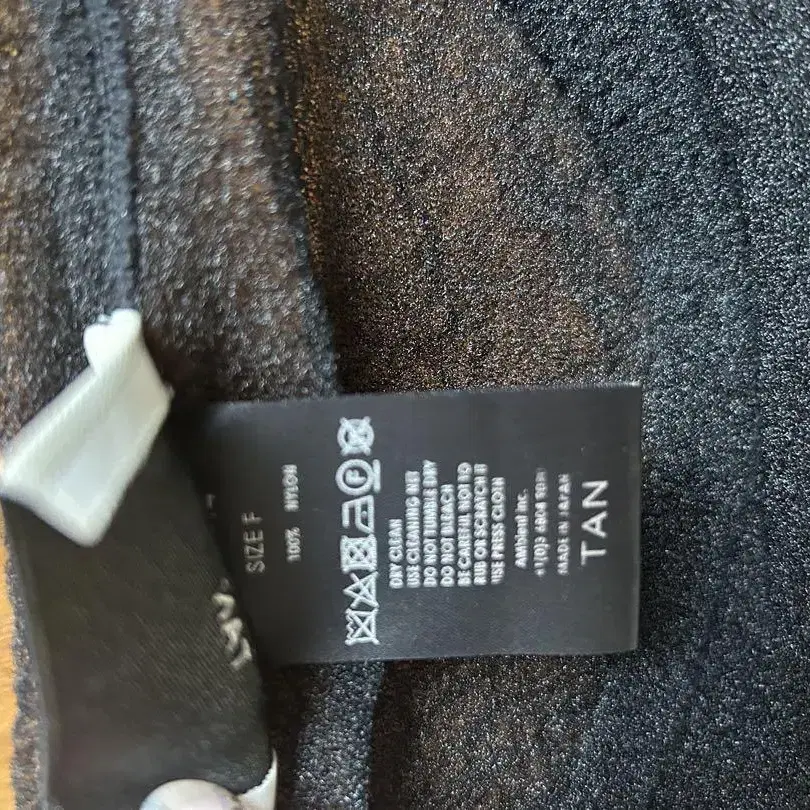 SIZE F
100% NYLON
DRY CLEAN
USE CLEANING NET
DO NOT TUMBLE DRY
DO NOT BLEACH
BE CAREFUL NOT TO
RUB OR SCRATCH IT
USE PRESS CLOTH
AMbient Inc.
MADE IN JAPAN
TAN